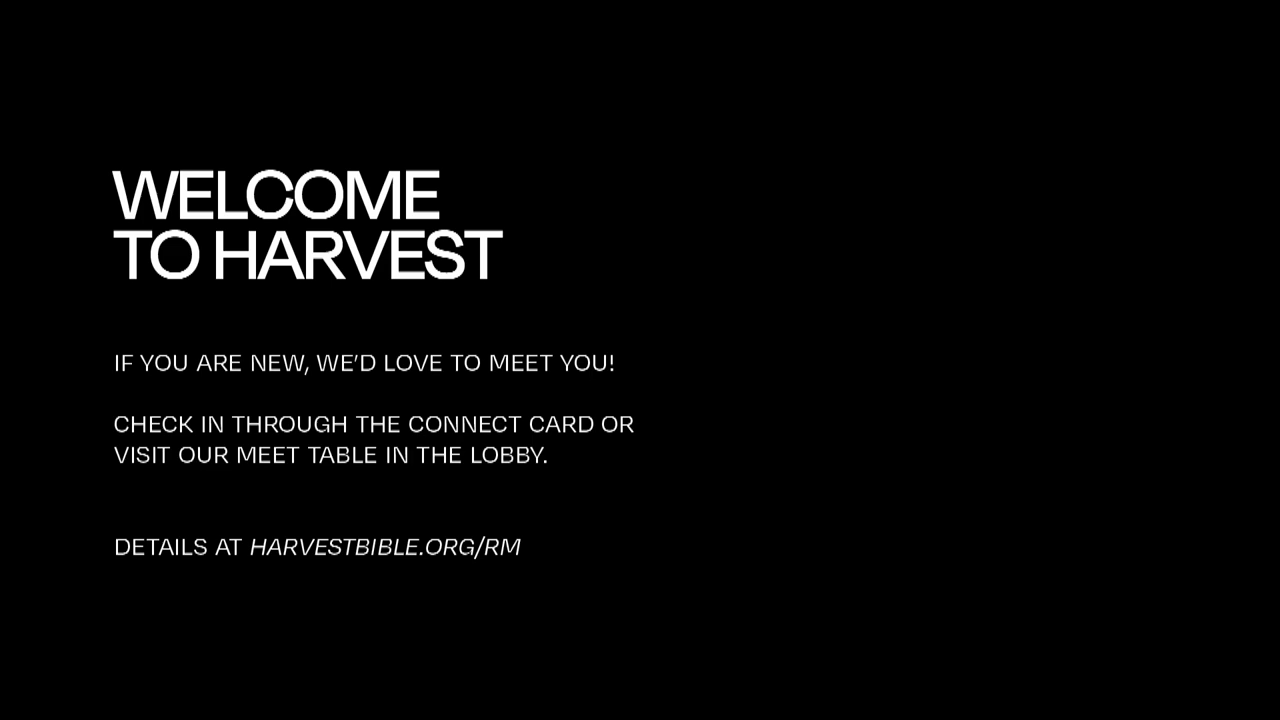 WELCOME
TO HARVEST
IF YOU ARE NEW, WE’D LOVE TO MEET YOU!
CHECK IN THROUGH THE CONNECT CARD OR
VISIT OUR MEET TABLE IN THE LOBBY.
DETAILS AT HARVESTBIBLE.ORG/RM